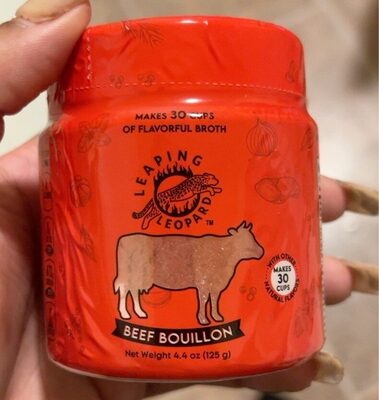 MAKES 30 CUPS
OF FLAVORFUL BROTH
LEAPING
LEOPARD™
BEEF BOUILLON
Net Weight 4.4 oz (125 g)
WITH OTHER
MAKES
30
CUPS
NATURAL FLAVORS